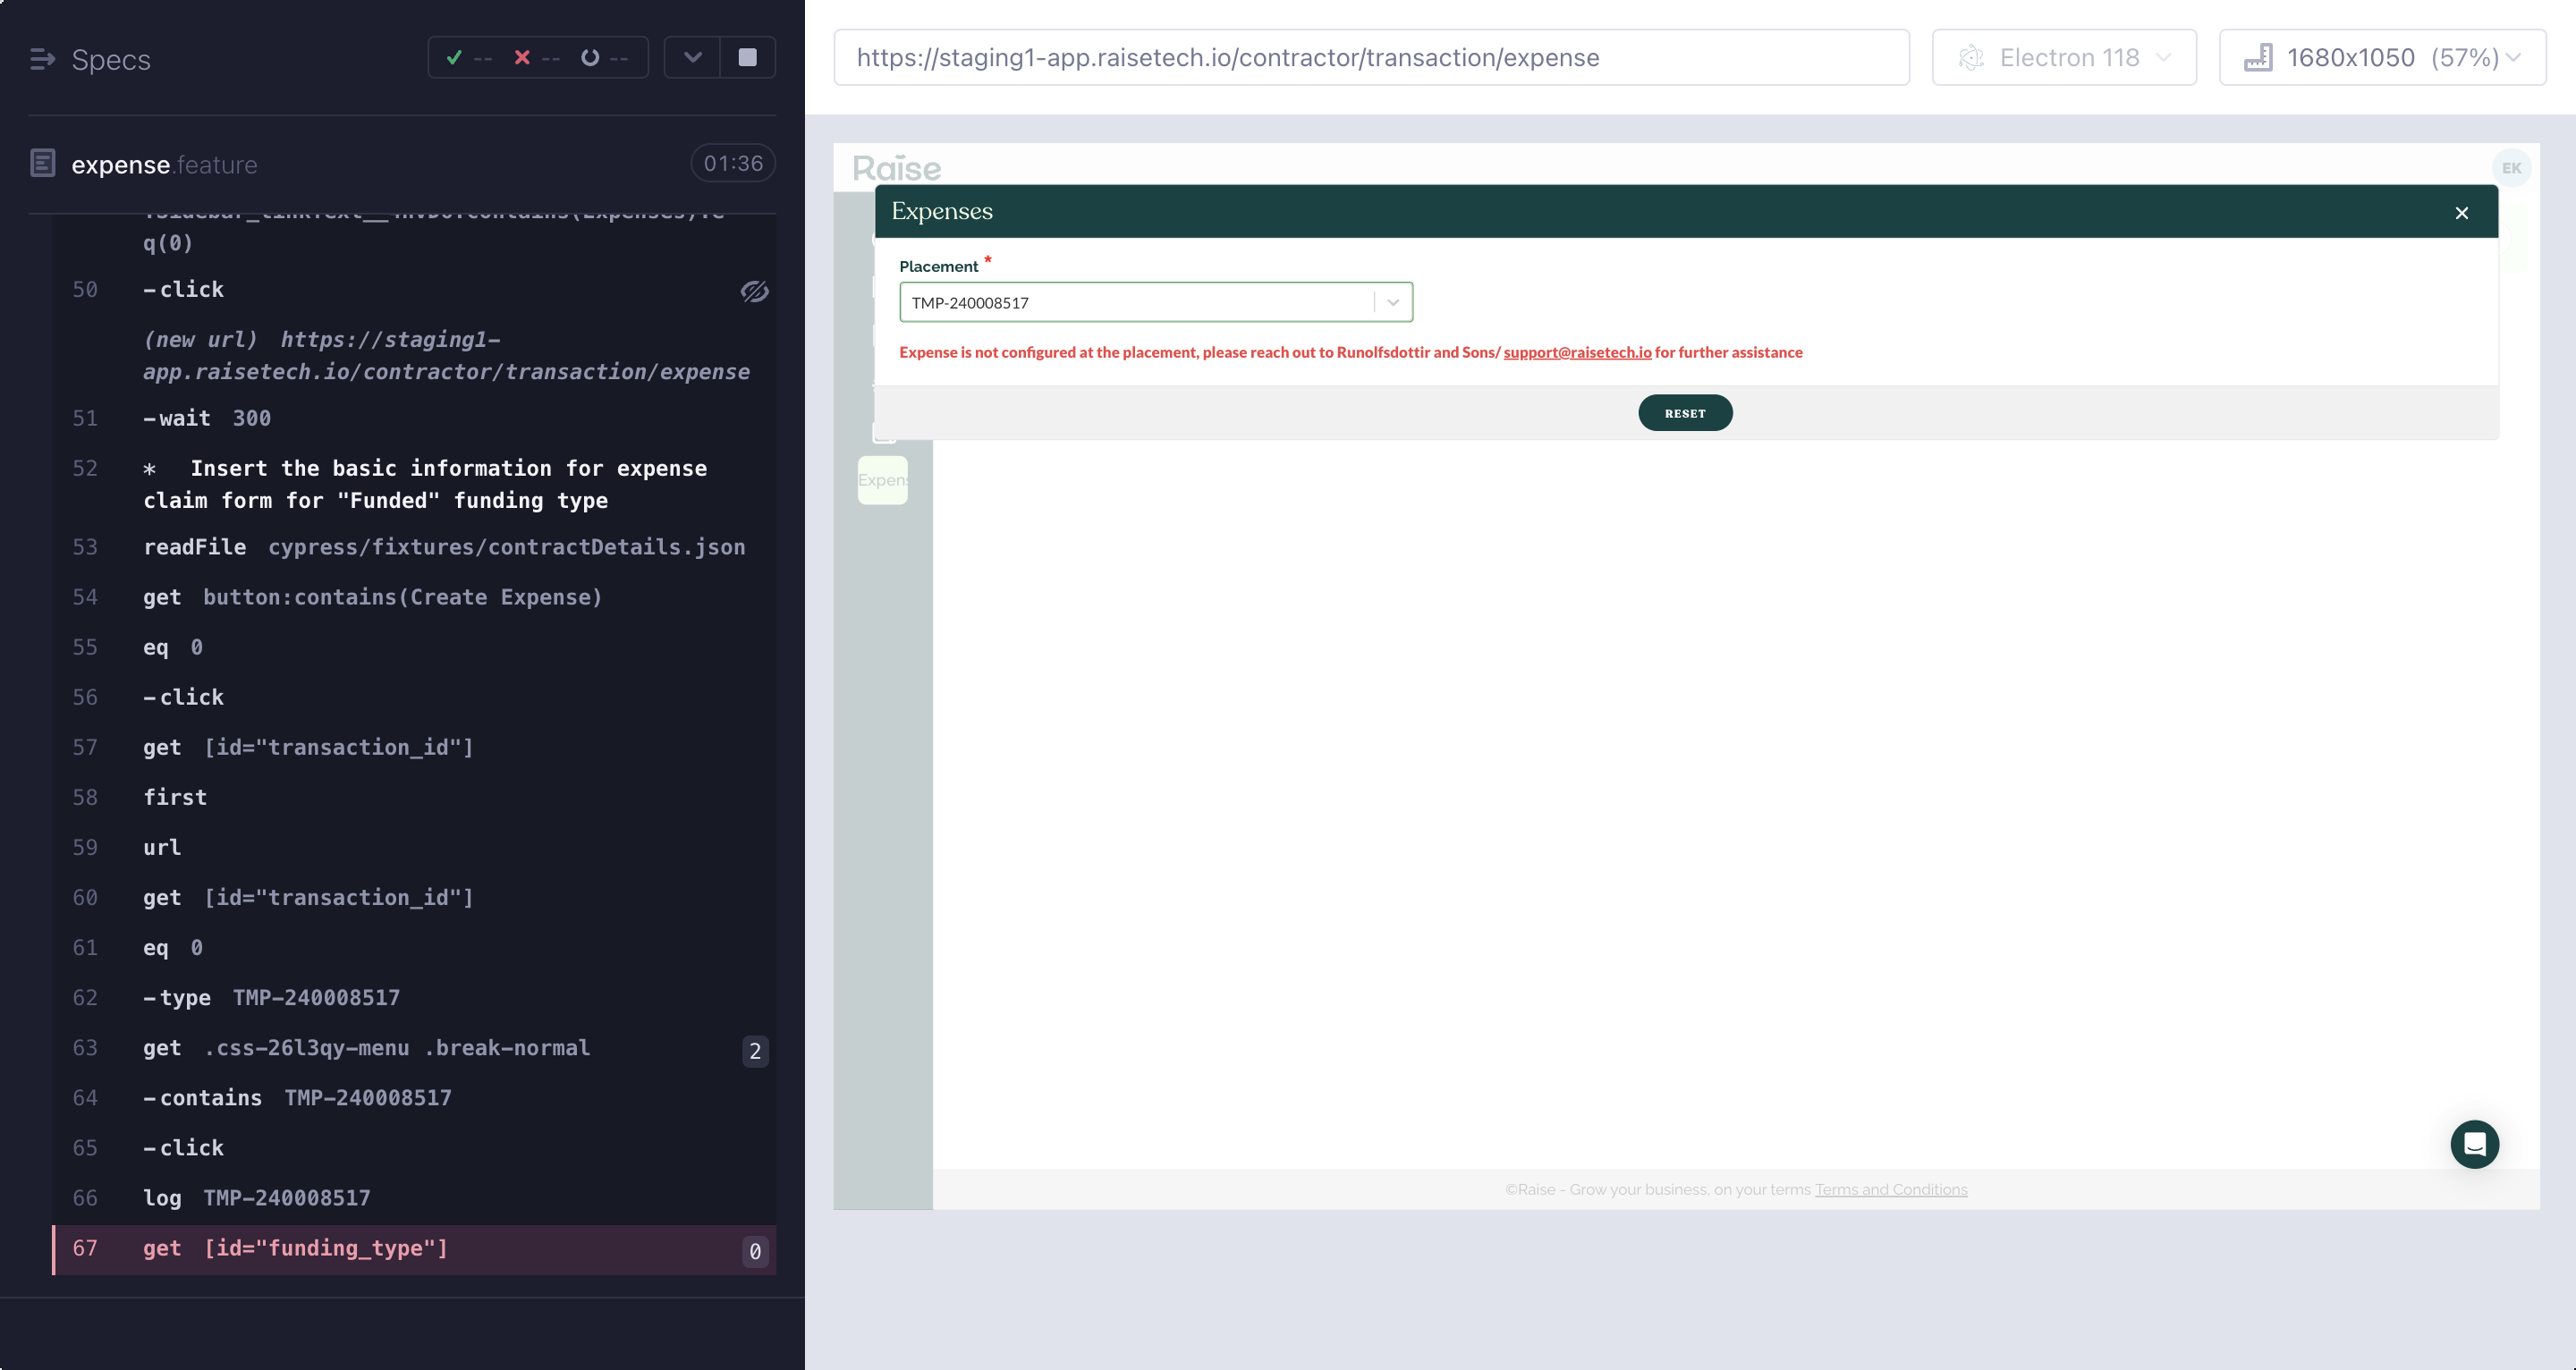 Specs
-- -- --
expense.feature
01:36
q(0)
50 -click
(new url) https://staging1-
app.raisetech.io/contractor/transaction/expense
51 -wait 300
52 * Insert the basic information for expense
claim form for "Funded" funding type
53 readFile cypress/fixtures/contractDetails.json
54 get button:contains(Create Expense)
55 eq 0
56 -click
57 get [id="transaction_id"]
58 first
59 url
60 get [id="transaction_id"]
61 eq 0
62 -type TMP-240008517
63 get .css-26l3qy-menu .break-normal 2
64 -contains TMP-240008517
65 -click
66 log TMP-240008517
67 get [id="funding_type"] 0
https://staging1-app.raisetech.io/contractor/transaction/expense
Electron 118
1680x1050 (57%)
Raise
EK
Expenses
Placement *
TMP-240008517
Expense is not configured at the placement, please reach out to Runolfsdottir and Sons/ support@raisetech.io for further assistance
RESET
Expens
©Raise - Grow your business, on your terms Terms and Conditions